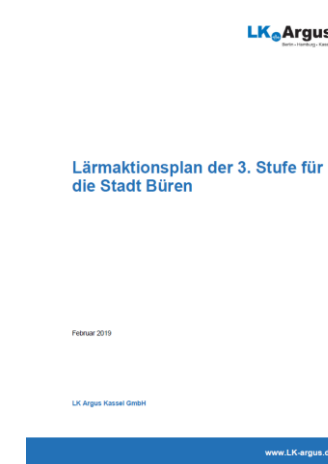 LK Argus
Berlin • Hamburg • Kassel
Lärmaktionsplan der 3. Stufe für
die Stadt Büren
Februar 2019
LK Argus Kassel GmbH
www.LK-argus.d